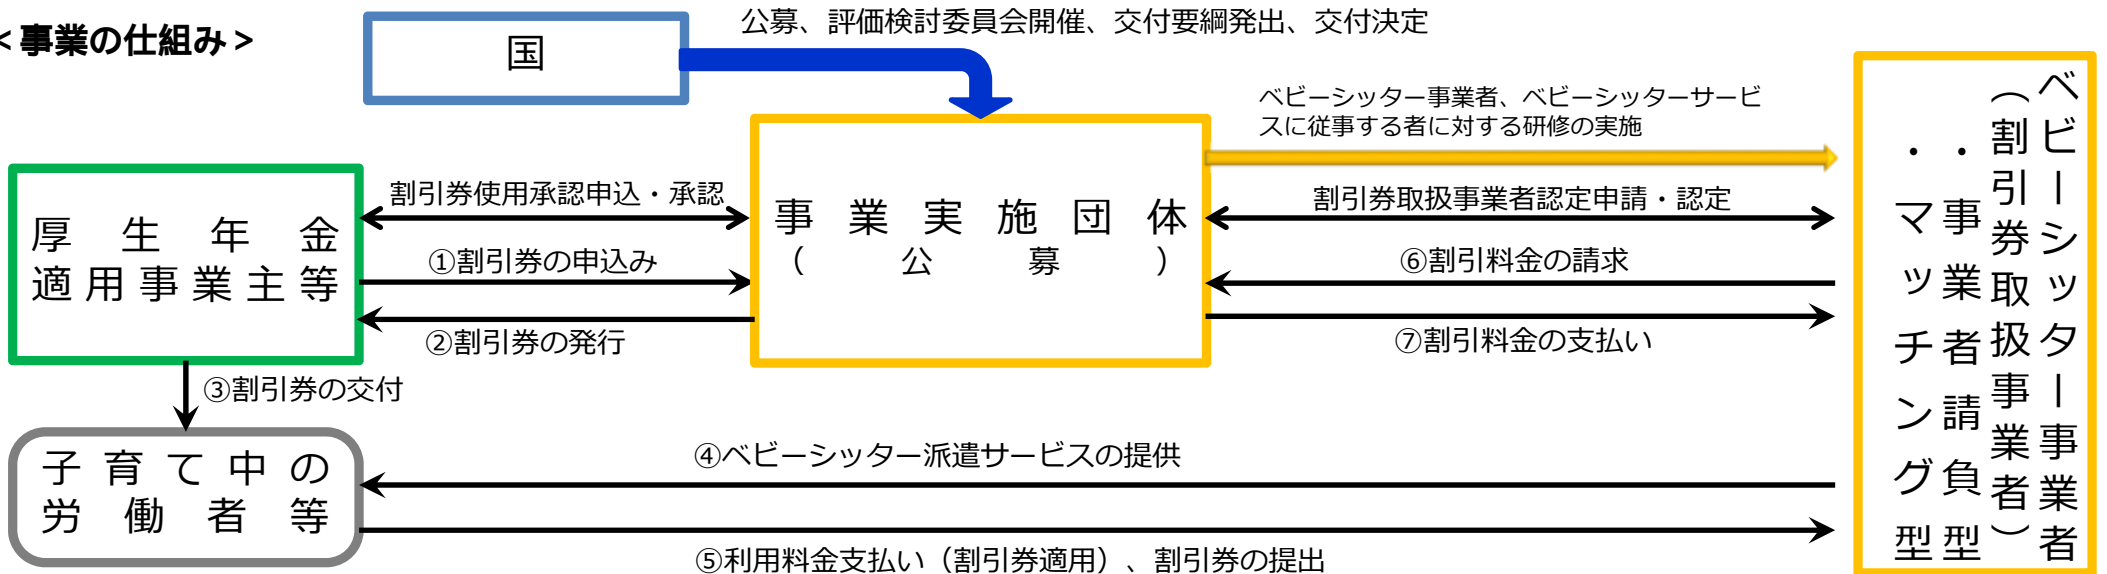 <事業の仕組み>
国
公募、評価検討委員会開催、交付要綱発出、交付決定
ベビーシッター事業者、ベビーシッターサービ
スに従事する者に対する研修の実施
厚生年金
適用事業主等
割引券使用承認申込・承認
①割引券の申込み
②割引券の発行
事業実施団体
(公募)
割引券取扱事業者認定申請・認定
⑥割引料金の請求
⑦割引料金の支払い
ベビーシッター事業者
(割引券取扱事業者)
・事業者請負型
・マッチング型
③割引券の交付
子育て中の
労働者等
④ベビーシッター派遣サービスの提供
⑤利用料金支払い(割引券適用)、割引券の提出